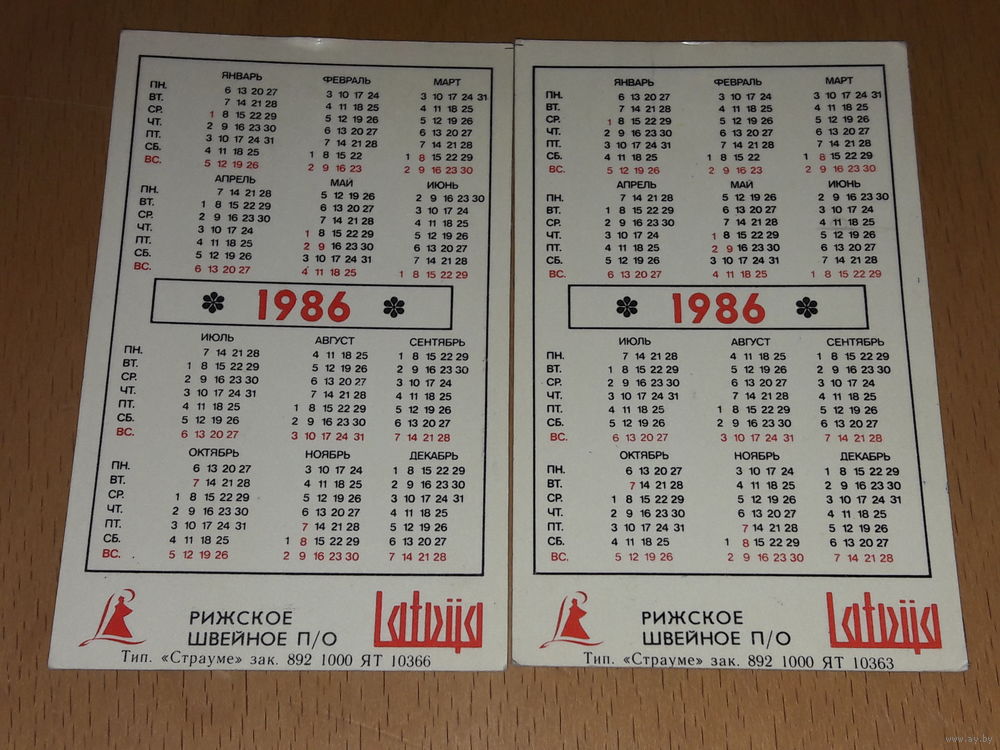 ЯНВАРЬ ФЕВРАЛЬ МАРТ
ПН. 6 13 20 27 3 10 17 24 3 10 17 24 31
ВТ. 7 14 21 28 4 11 18 25 4 11 18 25
СР. 1 8 15 22 29 5 12 19 26 5 12 19 26
ЧТ. 2 9 16 23 30 6 13 20 27 6 13 20 27
ПТ. 3 10 17 24 31 7 14 21 28 7 14 21 28
СБ. 4 11 18 25 1 8 15 22 1 8 15 22 29
ВС. 5 12 19 26 2 9 16 23 2 9 16 23 30
АПРЕЛЬ МАЙ ИЮНЬ
ПН. 7 14 21 28 5 12 19 26 2 9 16 23 30
ВТ. 1 8 15 22 29 6 13 20 27 3 10 17 24
СР. 2 9 16 23 30 7 14 21 28 4 11 18 25
ЧТ. 3 10 17 24 1 8 15 22 29 5 12 19 26
ПТ. 4 11 18 25 2 9 16 23 30 6 13 20 27
СБ. 5 12 19 26 3 10 17 24 31 7 14 21 28
ВС. 6 13 20 27 4 11 18 25 1 8 15 22 29
1986
ИЮЛЬ АВГУСТ СЕНТЯБРЬ
ПН. 7 14 21 28 4 11 18 25 1 8 15 22 29
ВТ. 1 8 15 22 29 5 12 19 26 2 9 16 23 30
СР. 2 9 16 23 30 6 13 20 27 3 10 17 24
ЧТ. 3 10 17 24 31 7 14 21 28 4 11 18 25
ПТ. 4 11 18 25 1 8 15 22 29 5 12 19 26
СБ. 5 12 19 26 2 9 16 23 30 6 13 20 27
ВС. 6 13 20 27 3 10 17 24 31 7 14 21 28
ОКТЯБРЬ НОЯБРЬ ДЕКАБРЬ
ПН. 6 13 20 27 3 10 17 24 1 8 15 22 29
ВТ. 7 14 21 28 4 11 18 25 2 9 16 23 30
СР. 1 8 15 22 29 5 12 19 26 3 10 17 24 31
ЧТ. 2 9 16 23 30 6 13 20 27 4 11 18 25
ПТ. 3 10 17 24 31 7 14 21 28 5 12 19 26
СБ. 4 11 18 25 1 8 15 22 29 6 13 20 27
ВС. 5 12 19 26 2 9 16 23 30 7 14 21 28
РИЖСКОЕ
ШВЕЙНОЕ П/О
Latvija
Тип. «Страуме» зак. 892 1000 ЯТ 10366
ЯНВАРЬ ФЕВРАЛЬ МАРТ
ПН. 6 13 20 27 3 10 17 24 3 10 17 24 31
ВТ. 7 14 21 28 4 11 18 25 4 11 18 25
СР. 1 8 15 22 29 5 12 19 26 5 12 19 26
ЧТ. 2 9 16 23 30 6 13 20 27 6 13 20 27
ПТ. 3 10 17 24 31 7 14 21 28 7 14 21 28
СБ. 4 11 18 25 1 8 15 22 1 8 15 22 29
ВС. 5 12 19 26 2 9 16 23 2 9 16 23 30
АПРЕЛЬ МАЙ ИЮНЬ
ПН. 7 14 21 28 5 12 19 26 2 9 16 23 30
ВТ. 1 8 15 22 29 6 13 20 27 3 10 17 24
СР. 2 9 16 23 30 7 14 21 28 4 11 18 25
ЧТ. 3 10 17 24 1 8 15 22 29 5 12 19 26
ПТ. 4 11 18 25 2 9 16 23 30 6 13 20 27
СБ. 5 12 19 26 3 10 17 24 31 7 14 21 28
ВС. 6 13 20 27 4 11 18 25 1 8 15 22 29
1986
ИЮЛЬ АВГУСТ СЕНТЯБРЬ
ПН. 7 14 21 28 4 11 18 25 1 8 15 22 29
ВТ. 1 8 15 22 29 5 12 19 26 2 9 16 23 30
СР. 2 9 16 23 30 6 13 20 27 3 10 17 24
ЧТ. 3 10 17 24 31 7 14 21 28 4 11 18 25
ПТ. 4 11 18 25 1 8 15 22 29 5 12 19 26
СБ. 5 12 19 26 2 9 16 23 30 6 13 20 27
ВС. 6 13 20 27 3 10 17 24 31 7 14 21 28
ОКТЯБРЬ НОЯБРЬ ДЕКАБРЬ
ПН. 6 13 20 27 3 10 17 24 1 8 15 22 29
ВТ. 7 14 21 28 4 11 18 25 2 9 16 23 30
СР. 1 8 15 22 29 5 12 19 26 3 10 17 24 31
ЧТ. 2 9 16 23 30 6 13 20 27 4 11 18 25
ПТ. 3 10 17 24 31 7 14 21 28 5 12 19 26
СБ. 4 11 18 25 1 8 15 22 29 6 13 20 27
ВС. 5 12 19 26 2 9 16 23 30 7 14 21 28
РИЖСКОЕ
ШВЕЙНОЕ П/О
Latvija
Тип. «Страуме» зак. 892 1000 ЯТ 10363
www.ay.by